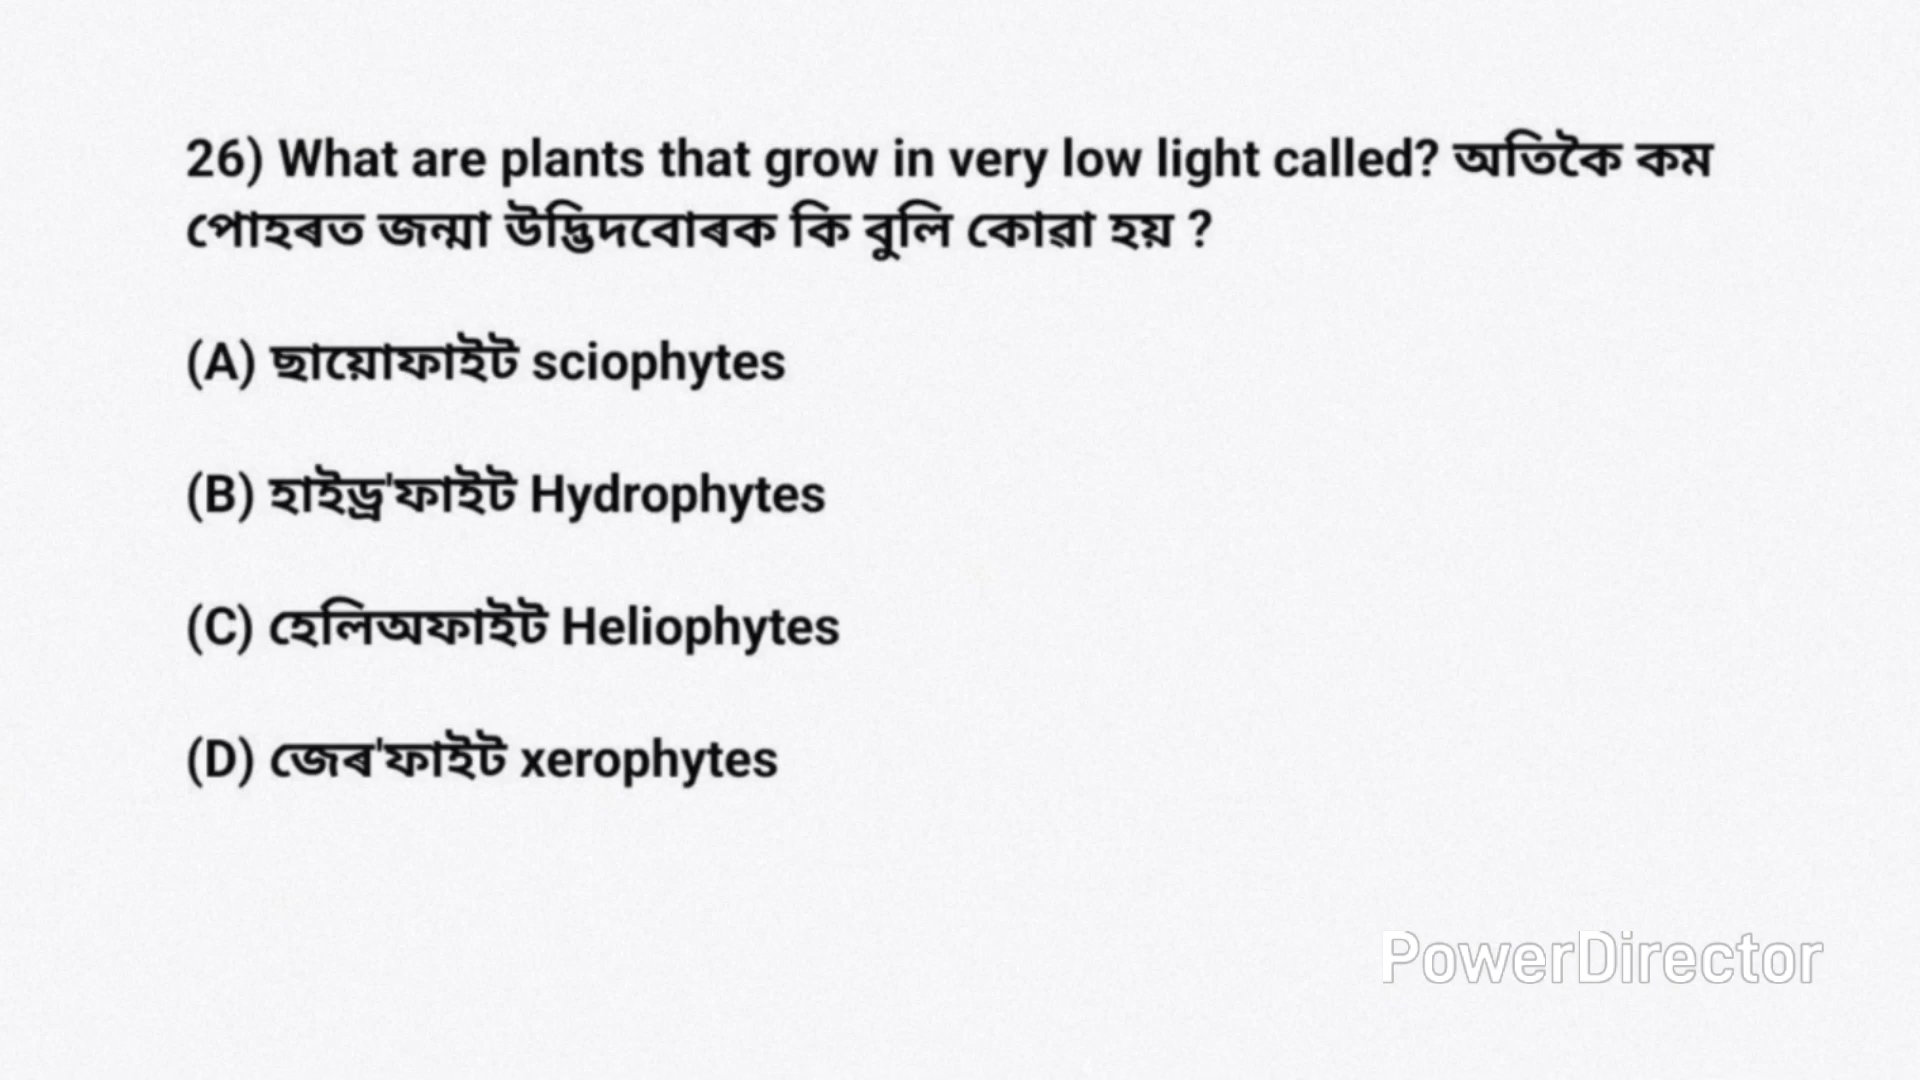 26) What are plants that grow in very low light called? অতিকৈ কম
পোহৰত জন্মা উদ্ভিদবোৰক কি বুলি কোৱা হয় ?
(A) ছায়োফাইট sciophytes
(B) হাইড্ৰ'ফাইট Hydrophytes
(C) হেলিঅফাইট Heliophytes
(D) জেৰ'ফাইট xerophytes
PowerDirector